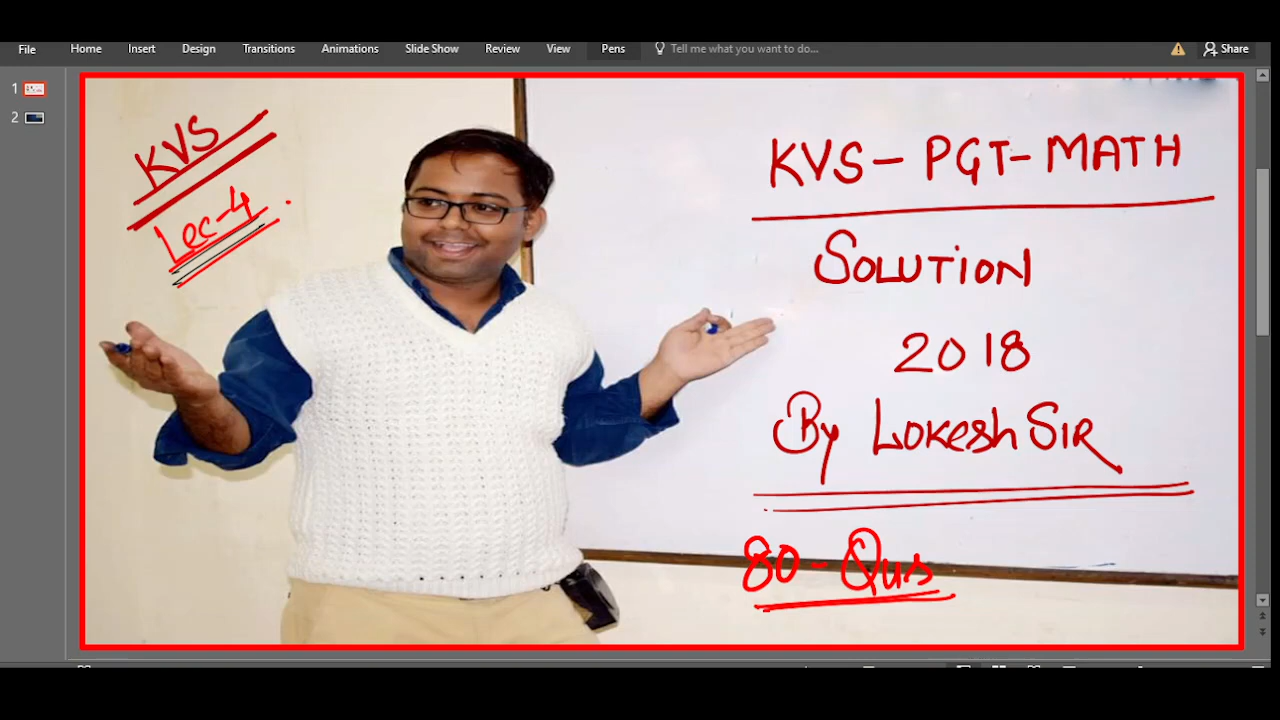 File Home Insert Design Transitions Animations Slide Show Review View Pens Tell me what you want to do... Share
1
2
KVS
Lec-4
KVS-PGT-MATH
SOLUTION
2018
By LOKESH SIR
80-Qus